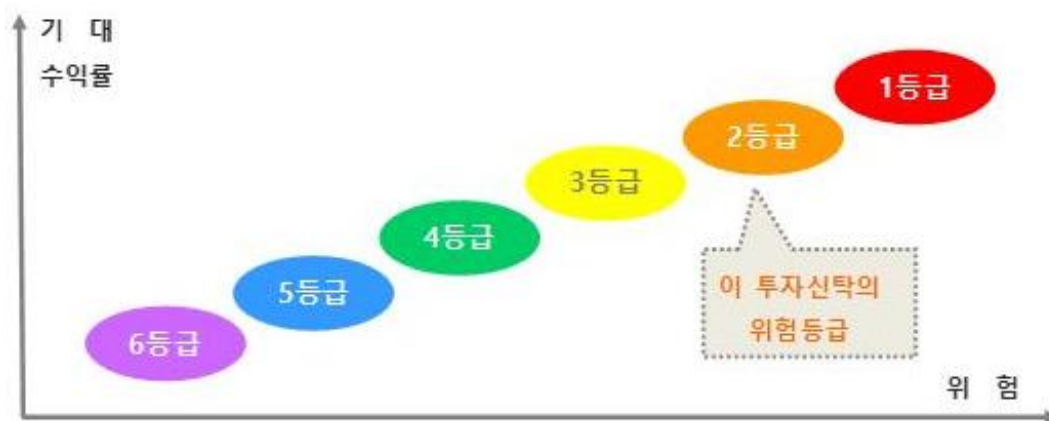 기 대
수익률
1등급
2등급
3등급
4등급
5등급
6등급
이 투자신탁의
위험등급
위 험